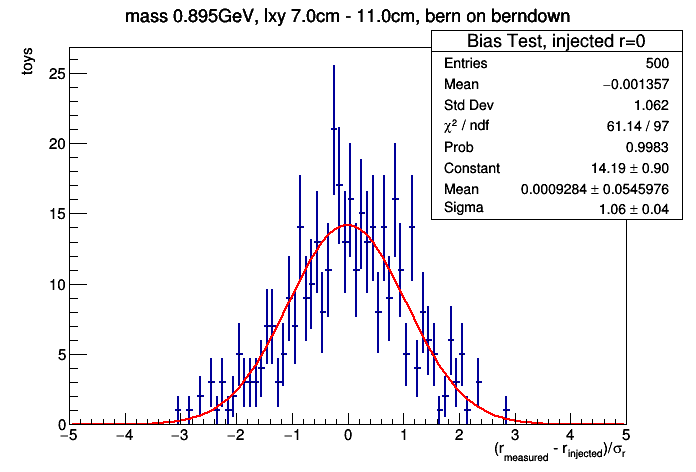 mass 0.895GeV, lxy 7.0cm - 11.0cm, bern on berndown
toys
Bias Test, injected r=0
Entries 500
Mean −0.001357
Std Dev 1.062
χ² / ndf 61.14 / 97
Prob 0.9983
Constant 14.19 ± 0.90
Mean 0.0009284 ± 0.0545976
Sigma 1.06 ± 0.04
25
20
15
10
5
0
−5 −4 −3 −2 −1 0 1 2 3 4 5
(r_measured - r_injected)/σ_r